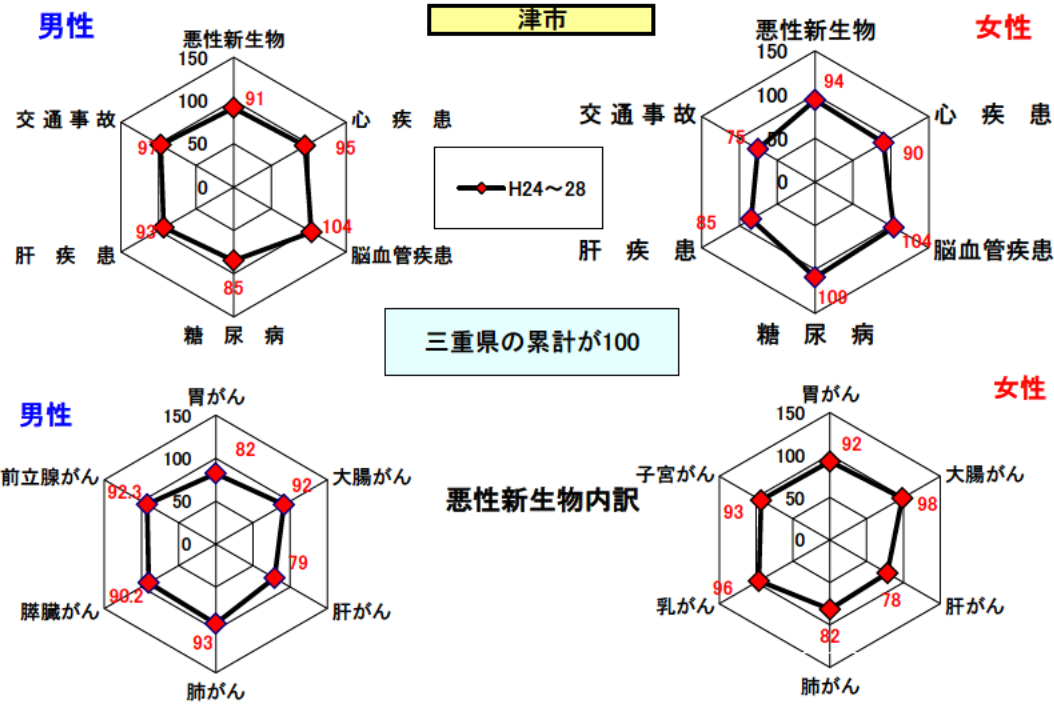 津市
男性
悪性新生物
150
100
50
0
91
心疾患
95
脳血管疾患
104
糖尿病
85
肝疾患
93
交通事故
97
女性
悪性新生物
150
100
50
0
94
心疾患
90
脳血管疾患
104
糖尿病
109
肝疾患
85
交通事故
75
H24～28
三重県の累計が100
男性
胃がん
150
100
50
0
82
大腸がん
92
肝がん
79
肺がん
93
膵臓がん
90.2
前立腺がん
92.3
悪性新生物内訳
女性
胃がん
150
100
50
0
92
大腸がん
98
肝がん
78
肺がん
82
乳がん
96
子宮がん
93